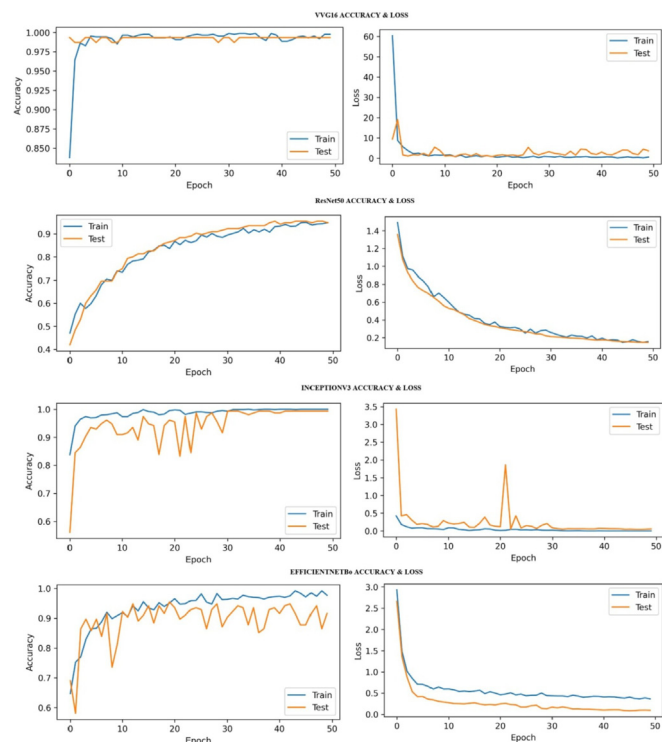 VVG16 ACCURACY & LOSS
1.000
0.975
0.950
0.925
0.900
0.875
0.850
Accuracy
Train
Test
0 10 20 30 40 50
Epoch
60
50
40
30
20
10
0
Loss
Train
Test
0 10 20 30 40 50
Epoch
ResNet50 ACCURACY & LOSS
0.9
0.8
0.7
0.6
0.5
0.4
Accuracy
Train
Test
0 10 20 30 40 50
Epoch
1.4
1.2
1.0
0.8
0.6
0.4
0.2
Loss
Train
Test
0 10 20 30 40 50
Epoch
INCEPTIONV3 ACCURACY & LOSS
1.0
0.9
0.8
0.7
0.6
Accuracy
Train
Test
0 10 20 30 40 50
Epoch
3.5
3.0
2.5
2.0
1.5
1.0
0.5
0.0
Loss
Train
Test
0 10 20 30 40 50
Epoch
EFFICIENTNETBo ACCURACY & LOSS
1.0
0.9
0.8
0.7
0.6
Accuracy
Train
Test
0 10 20 30 40 50
Epoch
3.0
2.5
2.0
1.5
1.0
0.5
0.0
Loss
Train
Test
0 10 20 30 40 50
Epoch